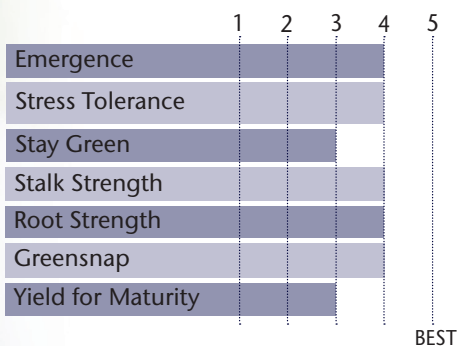 1 2 3 4 5
Emergence
Stress Tolerance
Stay Green
Stalk Strength
Root Strength
Greensnap
Yield for Maturity
BEST